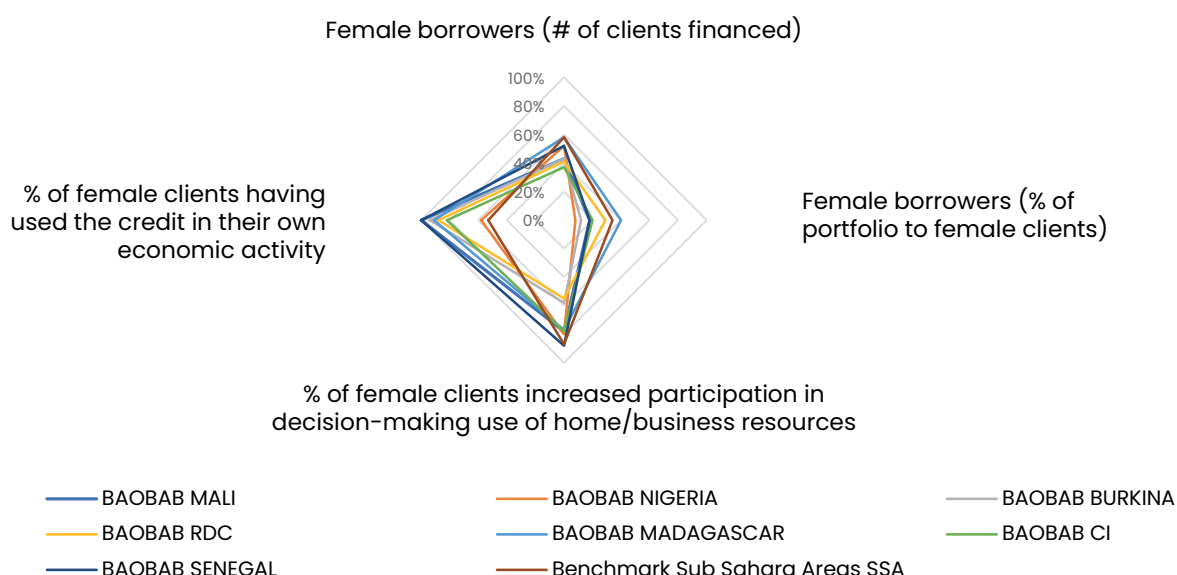 Female borrowers (# of clients financed)
100%
80%
60%
40%
20%
0%
% of female clients having
used the credit in their own
economic activity
Female borrowers (% of
portfolio to female clients)
% of female clients increased participation in
decision-making use of home/business resources
BAOBAB MALI
BAOBAB NIGERIA
BAOBAB BURKINA
BAOBAB RDC
BAOBAB MADAGASCAR
BAOBAB CI
BAOBAB SENEGAL
Benchmark Sub Sahara Areas SSA